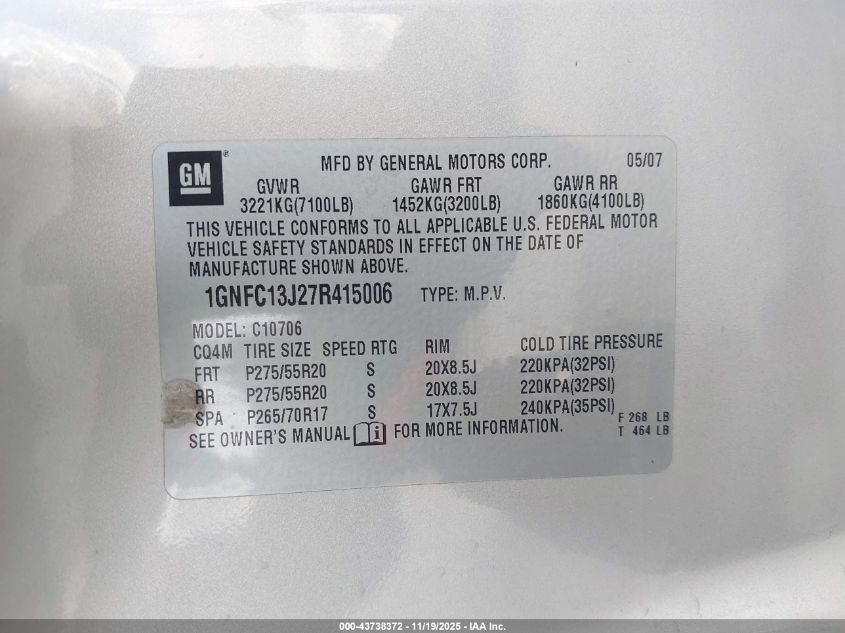 GM®
MFD BY GENERAL MOTORS CORP. 05/07
GVWR GAWR FRT GAWR RR
3221KG(7100LB) 1452KG(3200LB) 1860KG(4100LB)
THIS VEHICLE CONFORMS TO ALL APPLICABLE U.S. FEDERAL MOTOR
VEHICLE SAFETY STANDARDS IN EFFECT ON THE DATE OF
MANUFACTURE SHOWN ABOVE.
1GNFC13J27R415006 TYPE: M.P.V.
MODEL: C10706
CQ4M TIRE SIZE SPEED RTG RIM COLD TIRE PRESSURE
FRT P275/55R20 S 20X8.5J 220KPA(32PSI)
RR P275/55R20 S 20X8.5J 220KPA(32PSI)
SPA P265/70R17 S 17X7.5J 240KPA(35PSI)
F 268 LB
SEE OWNER'S MANUAL i FOR MORE INFORMATION. T 464 LB
000-43738372 - 11/19/2025 - IAA Inc.